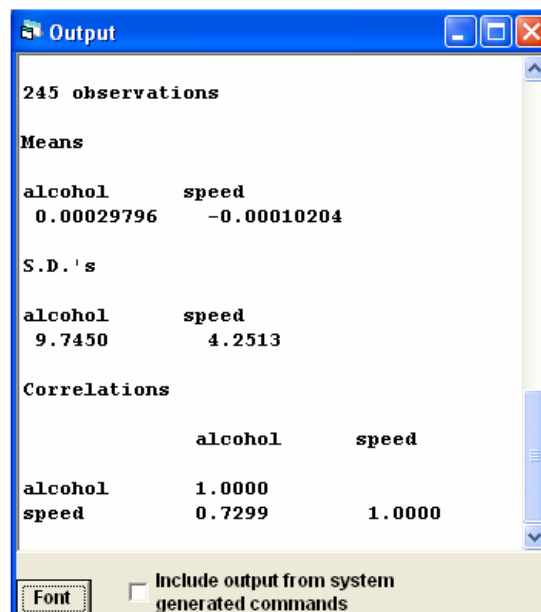 Output
245 observations
Means
alcohol speed
0.00029796 -0.00010204
S.D.'s
alcohol speed
9.7450 4.2513
Correlations
alcohol speed
alcohol 1.0000
speed 0.7299 1.0000
Font
Include output from system
generated commands